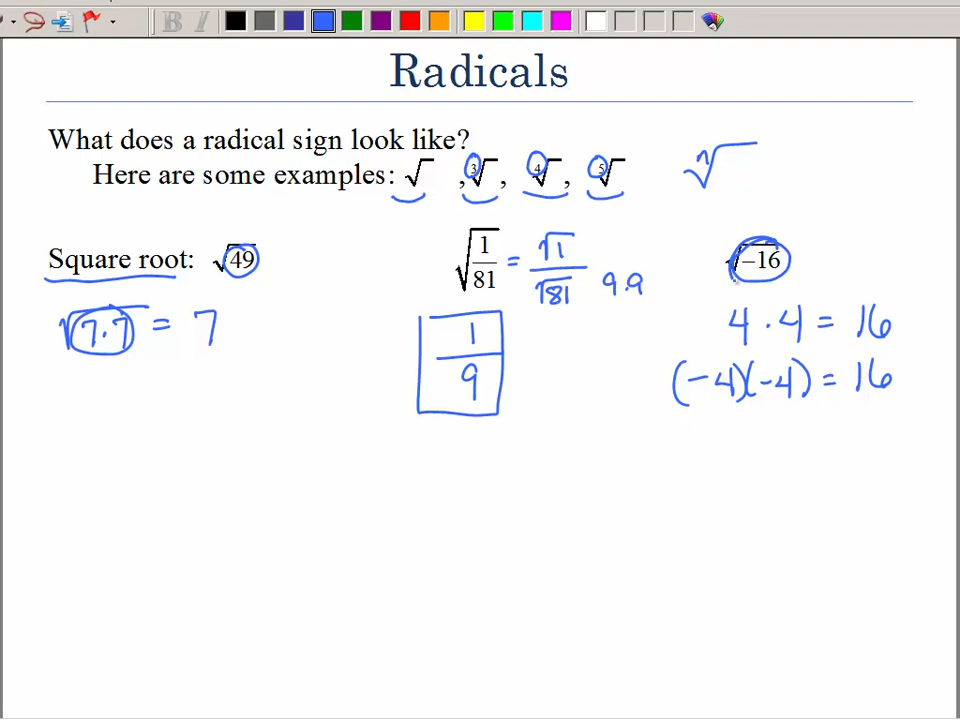 B I U
Radicals
What does a radical sign look like?
Here are some examples: √ , ∛ , ∜ , ⁵√ ⁿ√
Square root: √49
√(1/81) = √1/√81 9.9
√-16
√7·7 = 7
1/9
4 · 4 = 16
(-4)(-4) = 16